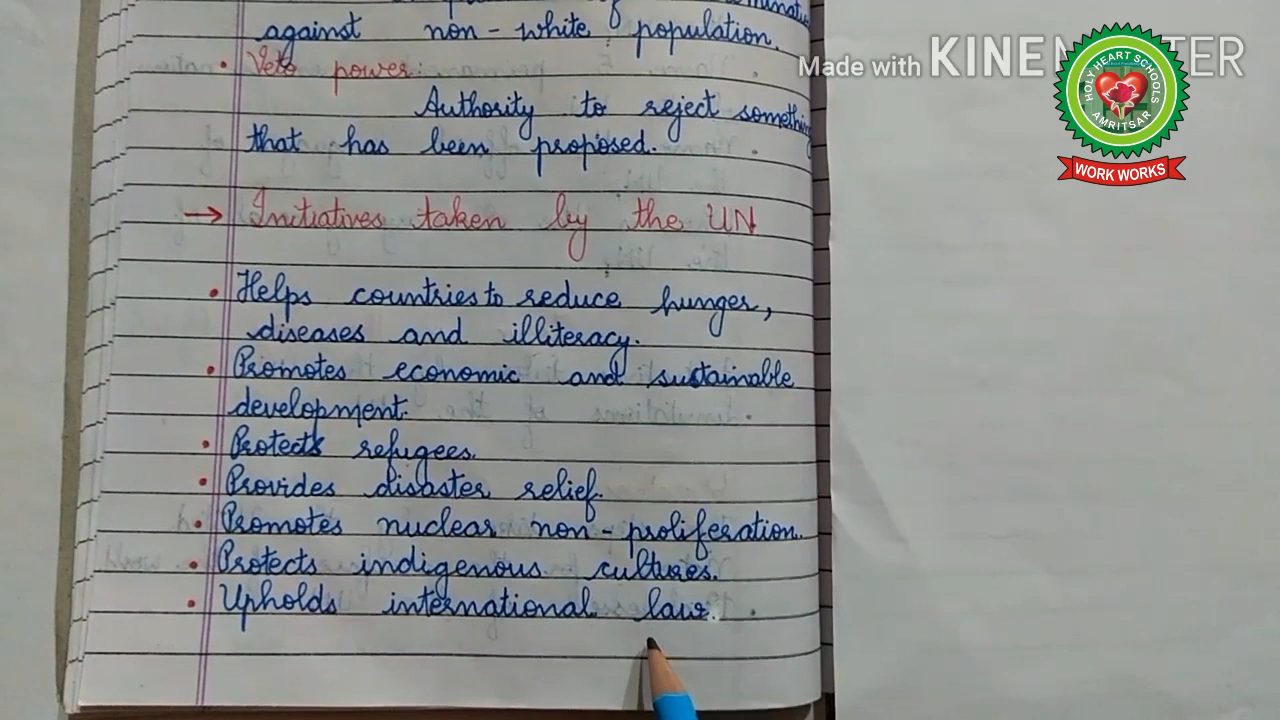 against non-white population.
• Veto power.
Authority to reject somethin
that has been proposed.
→ Initiatives taken by the UN
• Helps countries to reduce hunger,
diseases and illiteracy.
• Promotes economic and sustainable
development.
• Protects refugees.
• Provides disaster relief.
• Promotes nuclear non-proliferation.
• Protects indigenous cultures.
• Upholds international law.
Made with KINEMASTER
HOLY HEART SCHOOLS
AMRITSAR
WORK WORKS